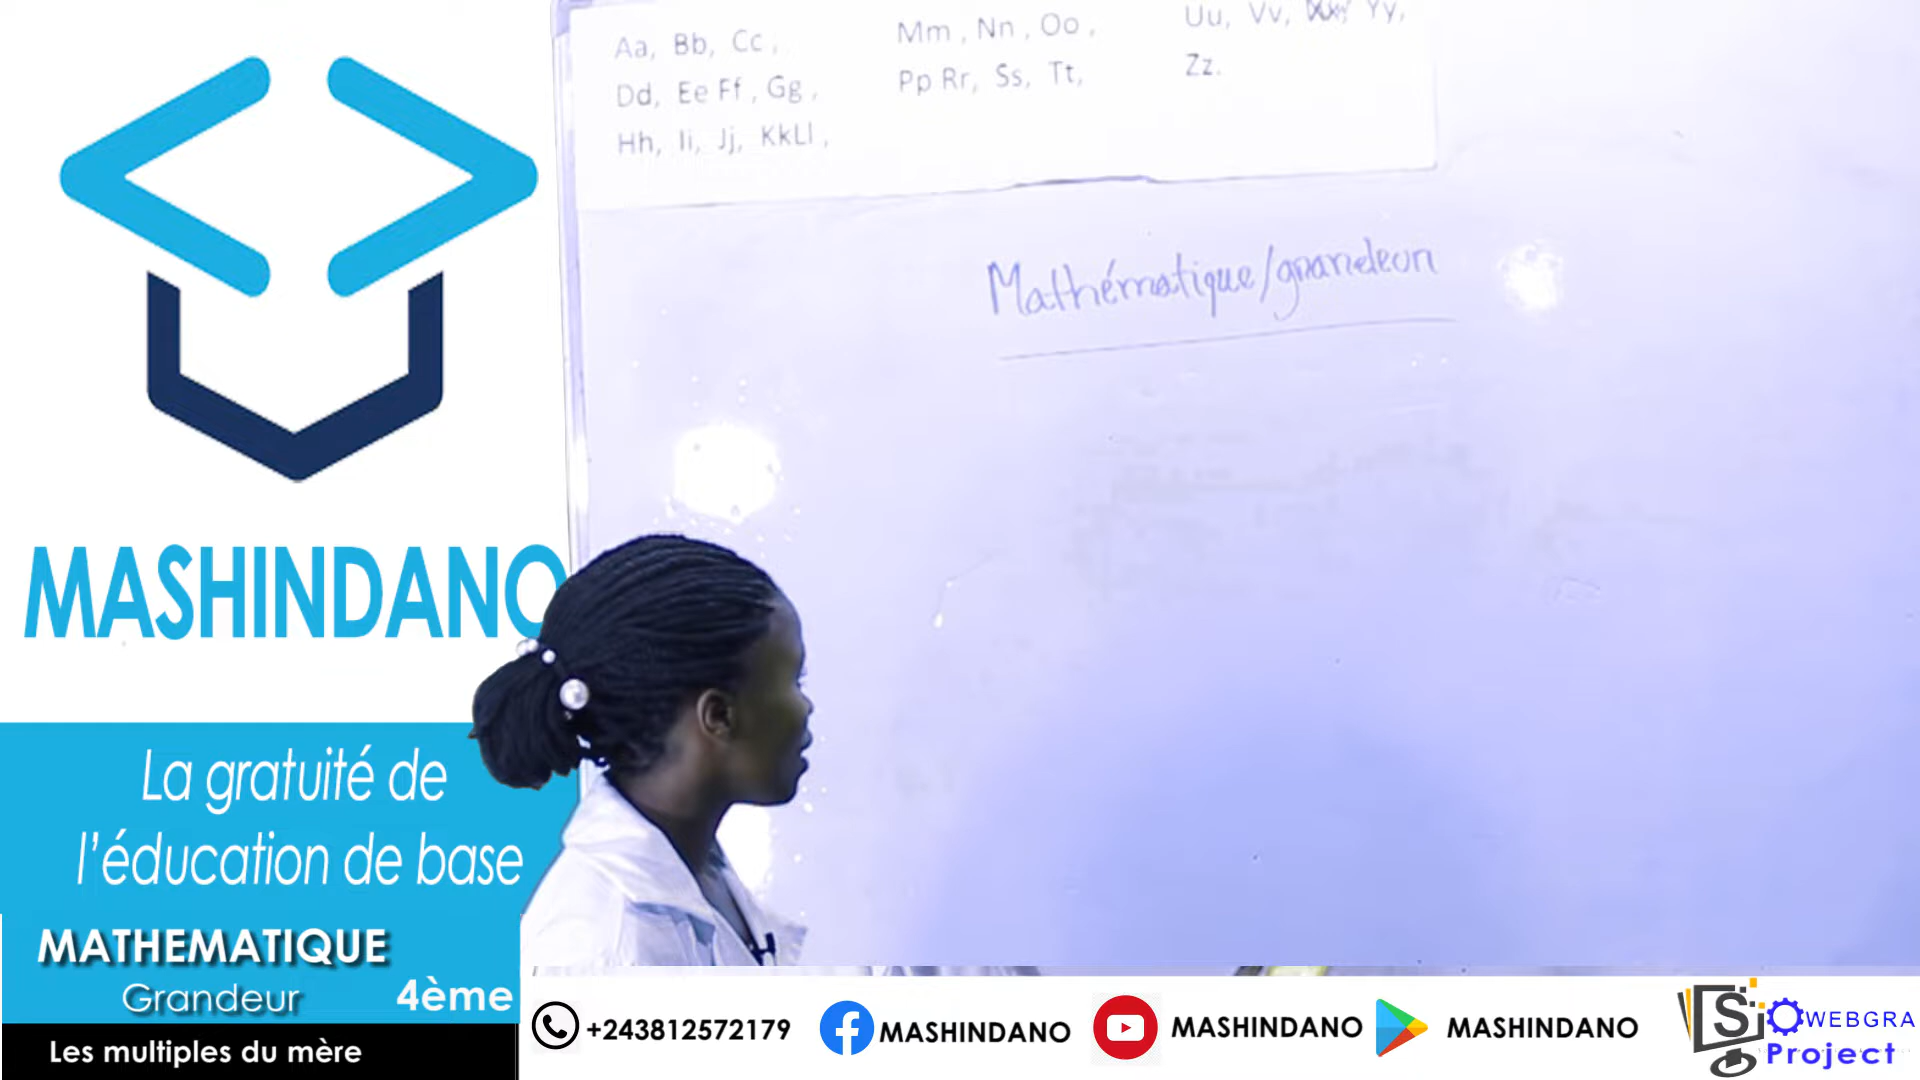 Aa, Bb, Cc ,
Dd, Ee Ff , Gg ,
Hh, Ii, Jj, KkLl ,
Mm , Nn , Oo ,
Pp Rr, Ss, Tt,
Uu, Vv, Yy,
Zz.
Mathématique/grandeur
MASHINDANO
La gratuité de
l'éducation de base
MATHEMATIQUE
Grandeur 4ème
Les multiples du mère
+243812572179 MASHINDANO MASHINDANO MASHINDANO
WEBGRA
Project